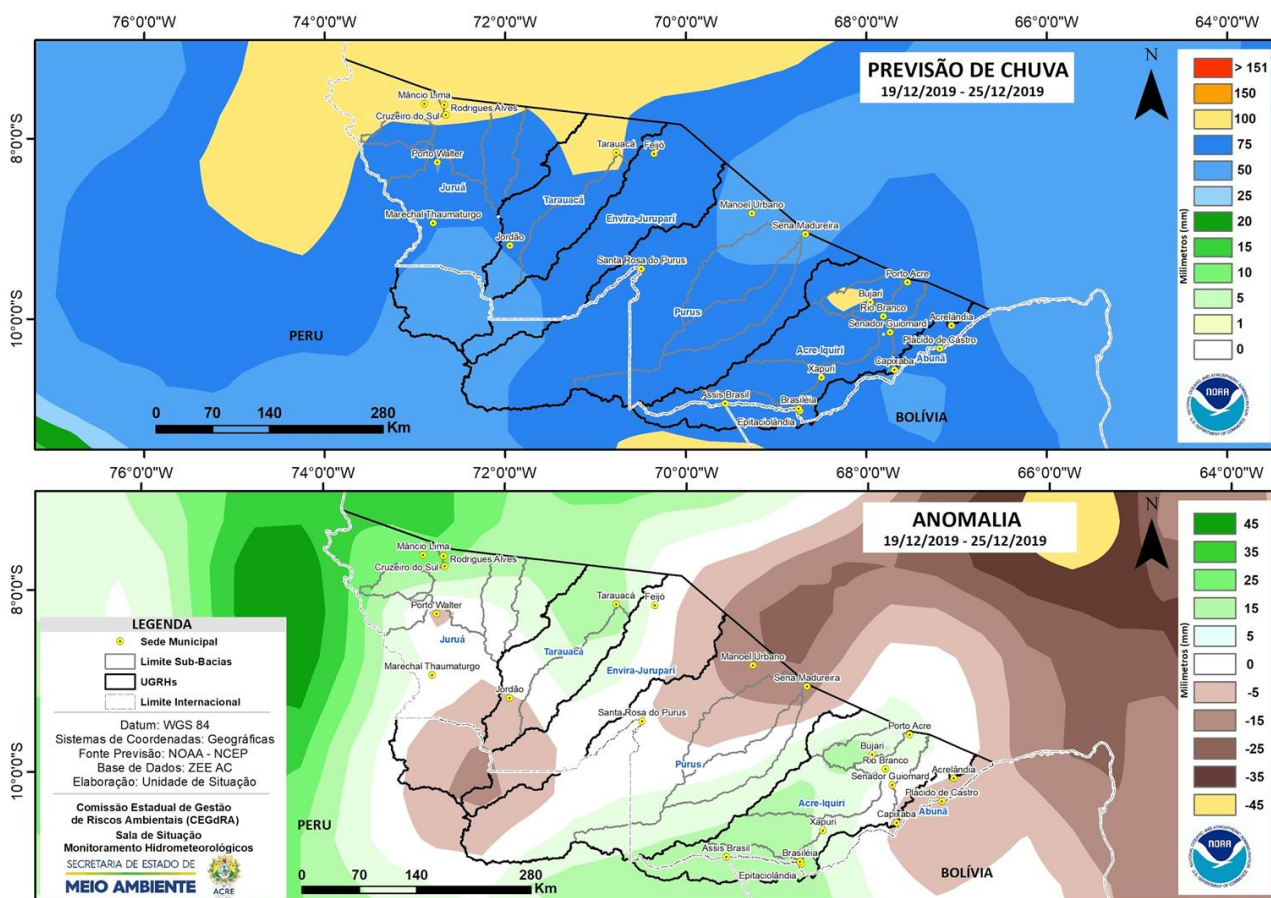 76°0'0"W 74°0'0"W 72°0'0"W 70°0'0"W 68°0'0"W 66°0'0"W 64°0'0"W
PREVISÃO DE CHUVA
19/12/2019 - 25/12/2019
N
Milimetros (mm)
> 151
150
100
75
50
25
20
15
10
5
1
0
8°0'0"S
10°0'0"S
Mâncio Lima
Rodrigues Alves
Cruzeiro do Sul
Porto Walter
Juruá
Marechal Thaumaturgo
Jordão
Tarauacá
Feijó
Tarauacá
Envira-Jurupari
Santa Rosa do Purus
Manoel Urbano
Sena Madureira
Purus
Porto Acre
Bujari
Rio Branco
Senador Guiomard
Acrelândia
Plácido de Castro
Abunã
Capixaba
Acre-Iquiri
Xapuri
Assis Brasil
Brasiléia
Epitaciolândia
PERU
BOLÍVIA
0 70 140 280
Km
NOAA
76°0'0"W 74°0'0"W 72°0'0"W 70°0'0"W 68°0'0"W 66°0'0"W 64°0'0"W
ANOMALIA
19/12/2019 - 25/12/2019
N
Milimetros (mm)
45
35
25
15
5
0
-5
-15
-25
-35
-45
8°0'0"S
10°0'0"S
Mâncio Lima
Rodrigues Alves
Cruzeiro do Sul
Porto Walter
Juruá
Marechal Thaumaturgo
Jordão
Tarauacá
Feijó
Tarauacá
Envira-Jurupari
Santa Rosa do Purus
Manoel Urbano
Sena Madureira
Purus
Porto Acre
Bujari
Rio Branco
Senador Guiomard
Acrelândia
Plácido de Castro
Abunã
Capixaba
Acre-Iquiri
Xapuri
Assis Brasil
Brasiléia
Epitaciolândia
PERU
BOLÍVIA
0 70 140 280
Km
NOAA
LEGENDA
Sede Municipal
Limite Sub-Bacias
UGRHs
Limite Internacional
Datum: WGS 84
Sistemas de Coordenadas: Geográficas
Fonte Previsão: NOAA - NCEP
Base de Dados: ZEE AC
Elaboração: Unidade de Situação
Comissão Estadual de Gestão
de Riscos Ambientais (CEGdRA)
Sala de Situação
Monitoramento Hidrometeorológicos
SECRETARIA DE ESTADO DE
MEIO AMBIENTE
ACRE